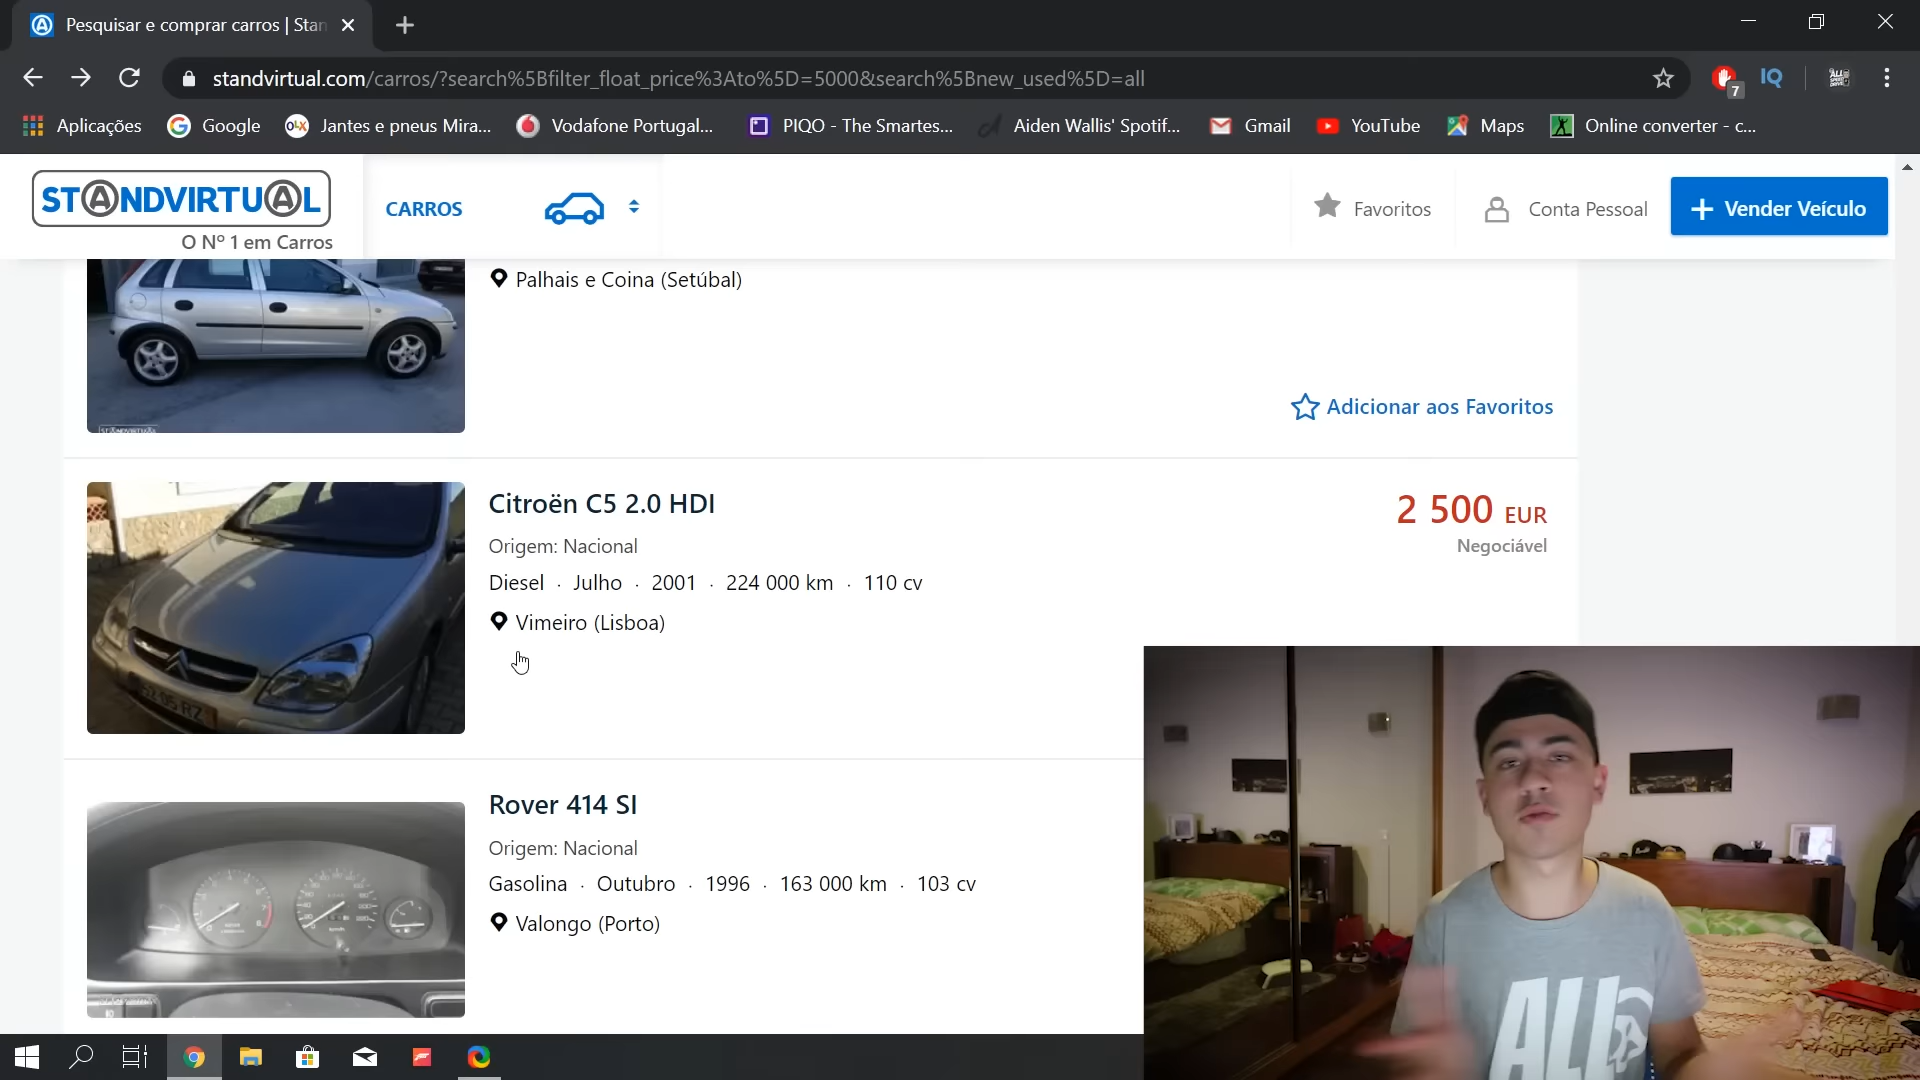 Pesquisar e comprar carros | Stan
standvirtual.com/carros/?search%5Bfilter_float_price%3Ato%5D=5000&search%5Bnew_used%5D=all
7
IQ
Aplicações
Google
OLX
Jantes e pneus Mira...
Vodafone Portugal...
PIQO - The Smartes...
Aiden Wallis' Spotif...
Gmail
YouTube
Maps
Online converter - c...
STANDVIRTUAL
O Nº 1 em Carros
CARROS
Favoritos
Conta Pessoal
+ Vender Veículo
Palhais e Coina (Setúbal)
Adicionar aos Favoritos
STANDVIRTUAL
Citroën C5 2.0 HDI
2 500 EUR
Origem: Nacional
Negociável
Diesel · Julho · 2001 · 224 000 km · 110 cv
Vimeiro (Lisboa)
Rover 414 SI
Origem: Nacional
Gasolina · Outubro · 1996 · 163 000 km · 103 cv
Valongo (Porto)
ALL